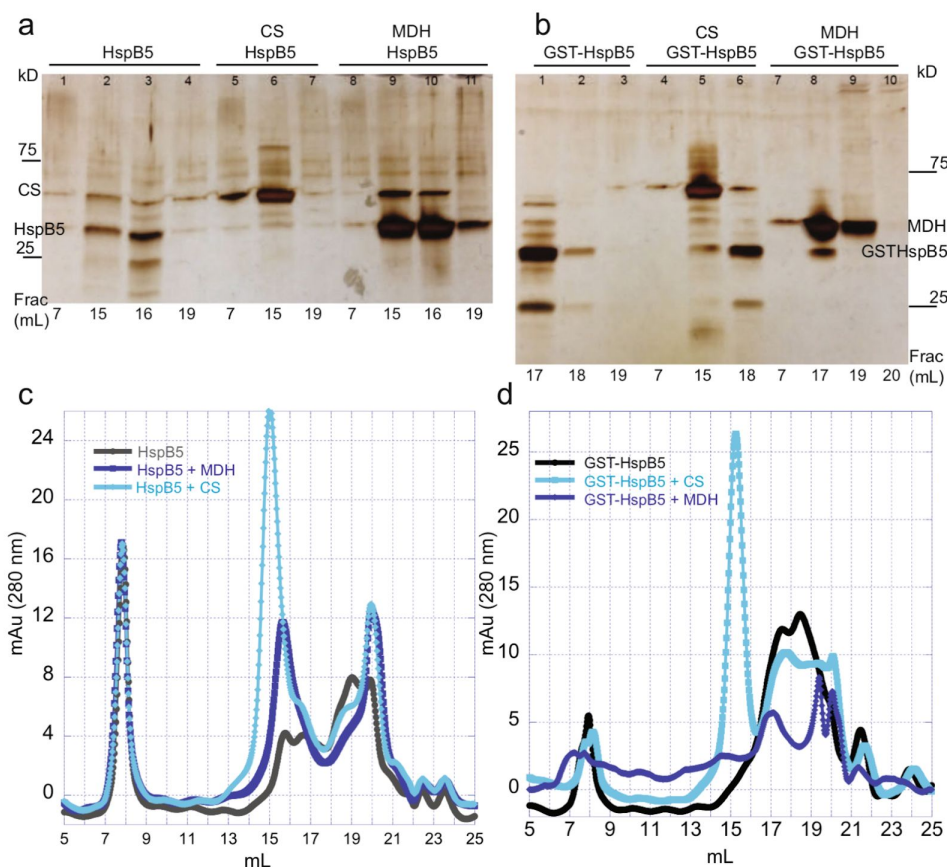 a
HspB5
CS
HspB5
MDH
HspB5
kD
1 2 3 4 5 6 7 8 9 10 11
75
CS
HspB5
25
Frac
(mL)
7 15 16 19 7 15 19 7 15 16 19
b
GST-HspB5
CS
GST-HspB5
MDH
GST-HspB5
1 2 3 4 5 6 7 8 9 10
kD
75
MDH
GSTHspB5
25
Frac
(mL)
17 18 19 7 15 18 7 17 19 20
c
24
20
16
12
8
4
0
mAu (280 nm)
HspB5
HspB5 + MDH
HspB5 + CS
5 7 9 11 13 15 17 19 21 23 25
mL
d
25
20
15
10
5
0
mAu (280 nm)
GST-HspB5
GST-HspB5 + CS
GST-HspB5 + MDH
5 7 9 11 13 15 17 19 21 23 25
mL